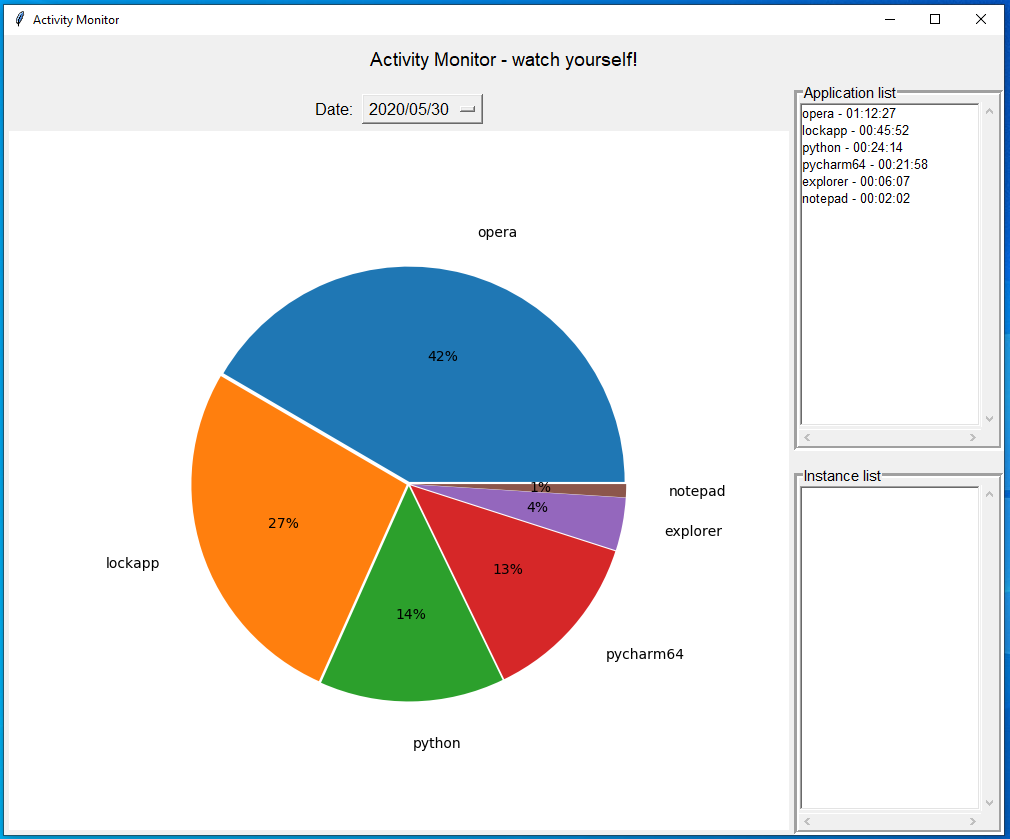 Activity Monitor
Activity Monitor - watch yourself!
Date: 2020/05/30
opera
42%
1%
notepad
4%
explorer
27%
lockapp
13%
14%
pycharm64
python
Application list
opera - 01:12:27
lockapp - 00:45:52
python - 00:24:14
pycharm64 - 00:21:58
explorer - 00:06:07
notepad - 00:02:02
Instance list